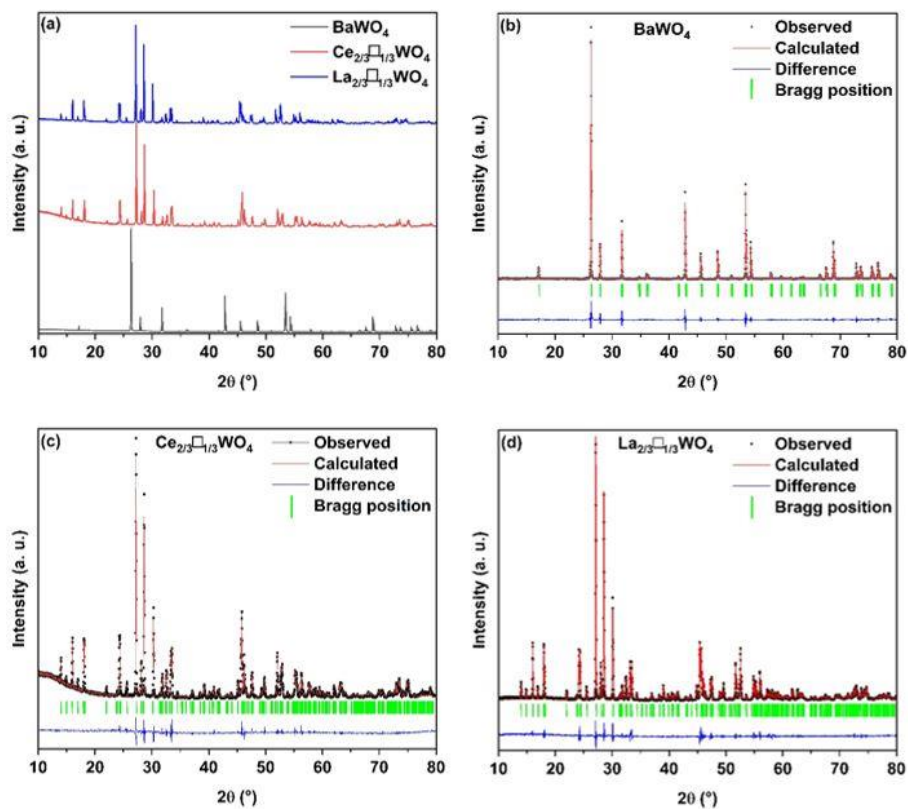 (a)
BaWO₄
Ce₂/₃□₁/₃WO₄
La₂/₃□₁/₃WO₄
Intensity (a. u.)
10 20 30 40 50 60 70 80
2θ (°)
(b)
BaWO₄
Observed
Calculated
Difference
Bragg position
Intensity (a. u.)
10 20 30 40 50 60 70 80
2θ (°)
(c)
Ce₂/₃□₁/₃WO₄
Observed
Calculated
Difference
Bragg position
Intensity (a. u.)
10 20 30 40 50 60 70 80
2θ (°)
(d)
La₂/₃□₁/₃WO₄
Observed
Calculated
Difference
Bragg position
Intensity (a. u.)
10 20 30 40 50 60 70 80
2θ (°)